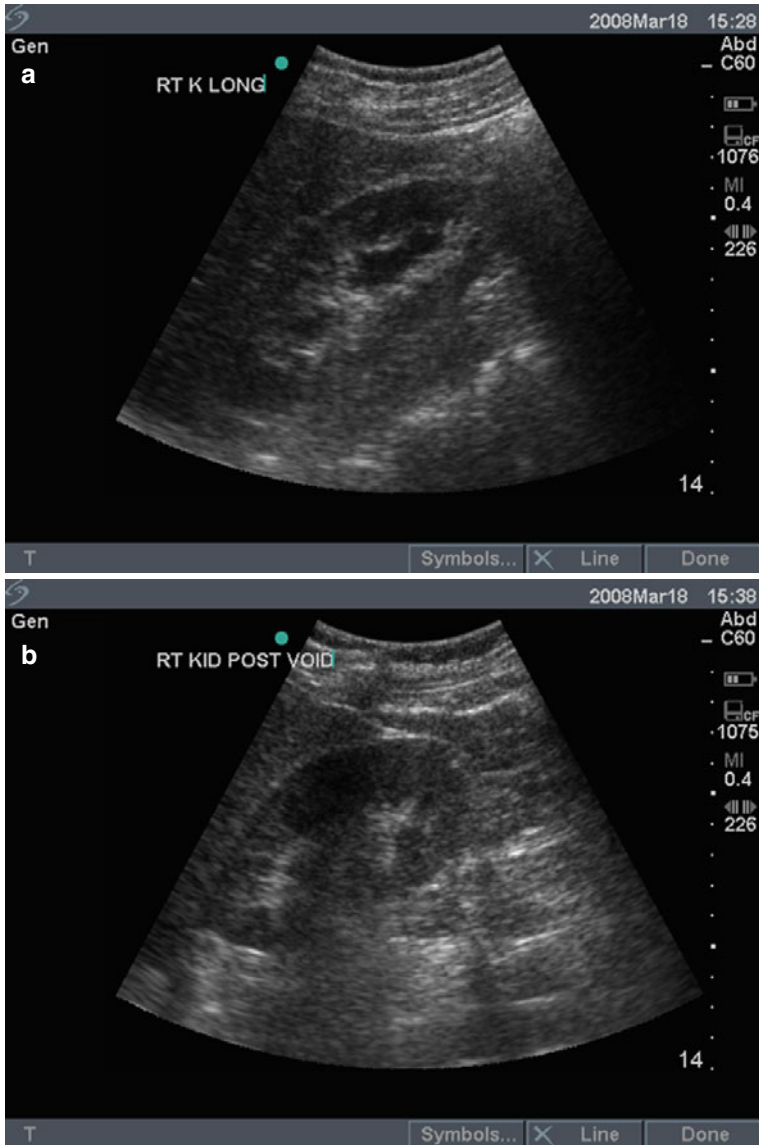 2008Mar18 15:28
Gen
Abd
a
C60
RT K LONG
CF
1076
MI
0.4
226
14
T
Symbols... Line Done
2008Mar18 15:38
Gen
Abd
b
C60
RT KID POST VOID
CF
1075
MI
0.4
226
14
T
Symbols... Line Done